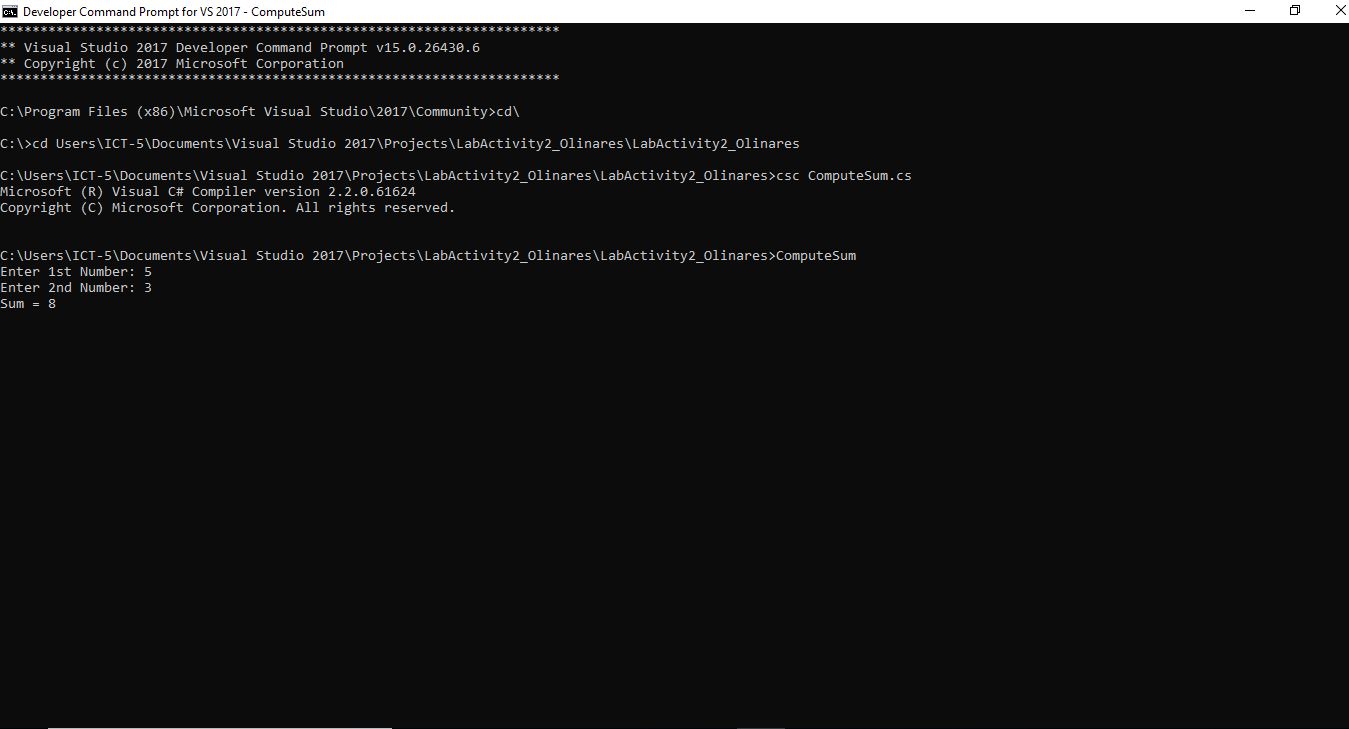 Developer Command Prompt for VS 2017 - ComputeSum
**********************************************************************
** Visual Studio 2017 Developer Command Prompt v15.0.26430.6
** Copyright (c) 2017 Microsoft Corporation
**********************************************************************
C:\Program Files (x86)\Microsoft Visual Studio\2017\Community>cd\
C:\>cd Users\ICT-5\Documents\Visual Studio 2017\Projects\LabActivity2_Olinares\LabActivity2_Olinares
C:\Users\ICT-5\Documents\Visual Studio 2017\Projects\LabActivity2_Olinares\LabActivity2_Olinares>csc ComputeSum.cs
Microsoft (R) Visual C# Compiler version 2.2.0.61624
Copyright (C) Microsoft Corporation. All rights reserved.
C:\Users\ICT-5\Documents\Visual Studio 2017\Projects\LabActivity2_Olinares\LabActivity2_Olinares>ComputeSum
Enter 1st Number: 5
Enter 2nd Number: 3
Sum = 8